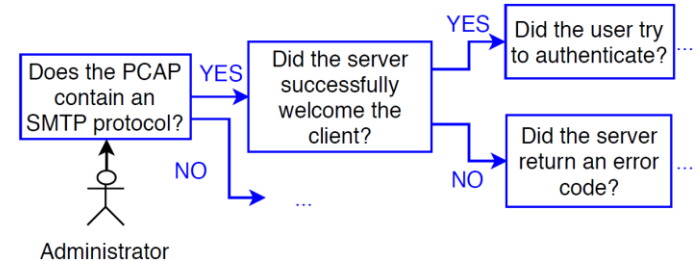 Does the PCAP
contain an
SMTP protocol?
YES
NO
...
Administrator
Did the server
successfully
welcome the
client?
YES
NO
Did the user try
to authenticate?
...
Did the server
return an error
code?
...